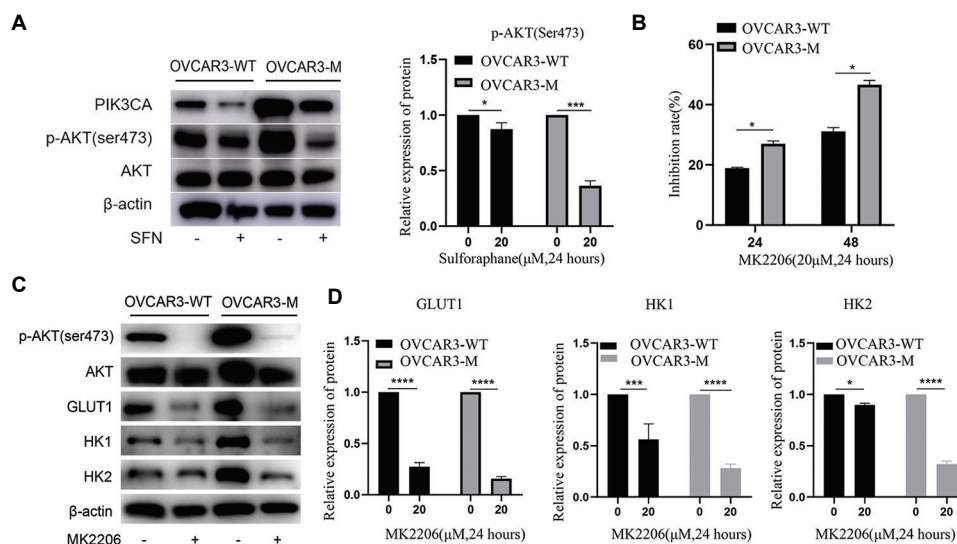 A
OVCAR3-WT OVCAR3-M
PIK3CA
p-AKT(ser473)
AKT
β-actin
SFN - + - +
p-AKT(Ser473)
OVCAR3-WT
OVCAR3-M
Relative expression of protein
1.5
1.0
0.5
0.0
* ***
0 20 0 20
Sulforaphane(μM,24 hours)
B
OVCAR3-WT
OVCAR3-M
Inhibition rate(%)
60
40
20
0
* *
24 48
MK2206(20μM,24 hours)
C
OVCAR3-WT OVCAR3-M
p-AKT(ser473)
AKT
GLUT1
HK1
HK2
β-actin
MK2206 - + - +
D
GLUT1
OVCAR3-WT
OVCAR3-M
Relative expression of protein
1.5
1.0
0.5
0.0
**** ****
0 20 0 20
MK2206(μM,24 hours)
HK1
OVCAR3-WT
OVCAR3-M
Relative expression of protein
1.5
1.0
0.5
0.0
*** ****
0 20 0 20
MK2206(μM,24 hours)
HK2
OVCAR3-WT
OVCAR3-M
Relative expression of protein
1.5
1.0
0.5
0.0
* ****
0 20 0 20
MK2206(μM,24 hours)